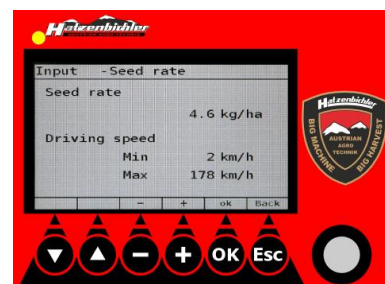 Hatzenbichler
Input -Seed rate
Seed rate
4.6 kg/ha
Driving speed
Min 2 km/h
Max 178 km/h
- + ok Back
▼ ▲ - + OK Esc
Hatzenbichler
AUSTRIAN
AGRO
TECHNIK
BIG MACHINE
BIG HARVEST